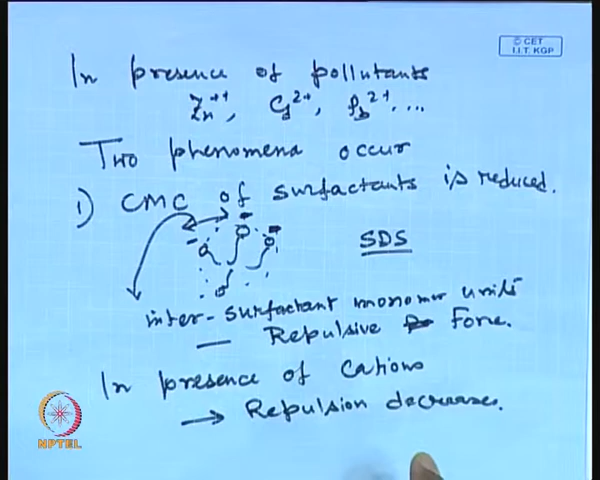 © CET
I.I.T. KGP
In presence of pollutants
Zn++, Cd2+, Pb2+, ...
Two phenomena occur
1) CMC of surfactants is reduced.
SDS
inter-surfactant monomer units
— Repulsive Force.
In presence of cations
→ Repulsion decreases.
NPTEL